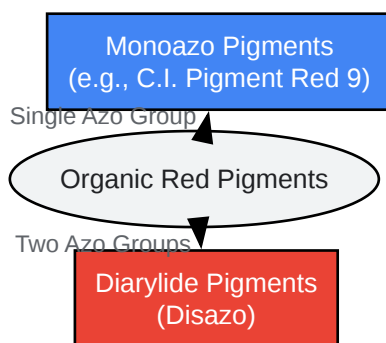 Monoazo Pigments
(e.g., C.I. Pigment Red 9)
Single Azo Group
Organic Red Pigments
Two Azo Groups
Diarylide Pigments
(Disazo)